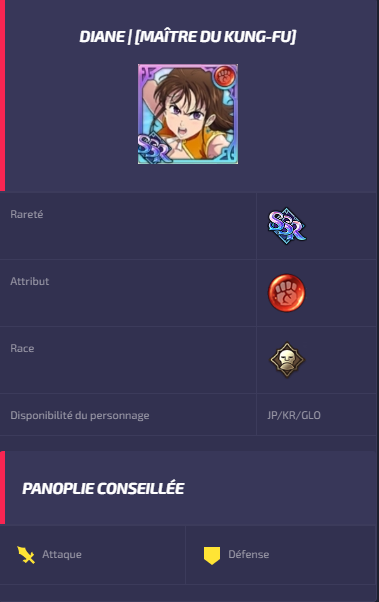 DIANE | [MAÎTRE DU KUNG-FU]
SSR
Rareté
SSR
Attribut
Race
Disponibilité du personnage
JP/KR/GLO
PANOPLIE CONSEILLÉE
Attaque
Défense